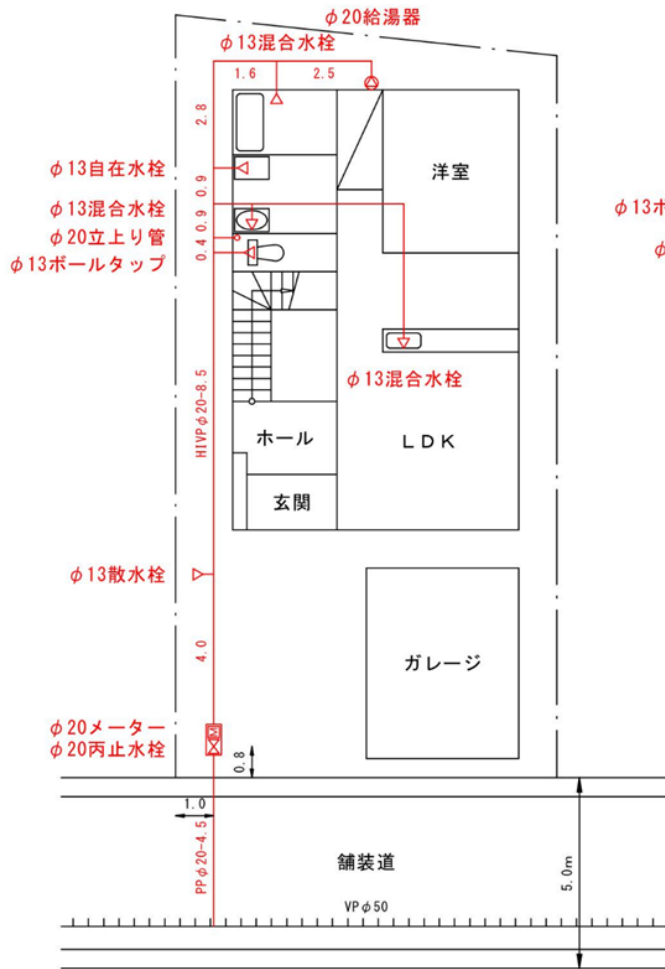 φ20給湯器
φ13混合水栓
1.6
2.5
2.8
φ13自在水栓
0.9
洋室
φ13混合水栓
0.9
φ13ボ
φ20立上り管
0.4
φ
φ13ボールタップ
φ13混合水栓
HIVPφ20-8.5
ホール
LDK
玄関
φ13散水栓
4.0
ガレージ
φ20メーター
M
φ20丙止水栓
0.8
1.0
PPφ20-4.5
舗装道
5.0m
VPφ50